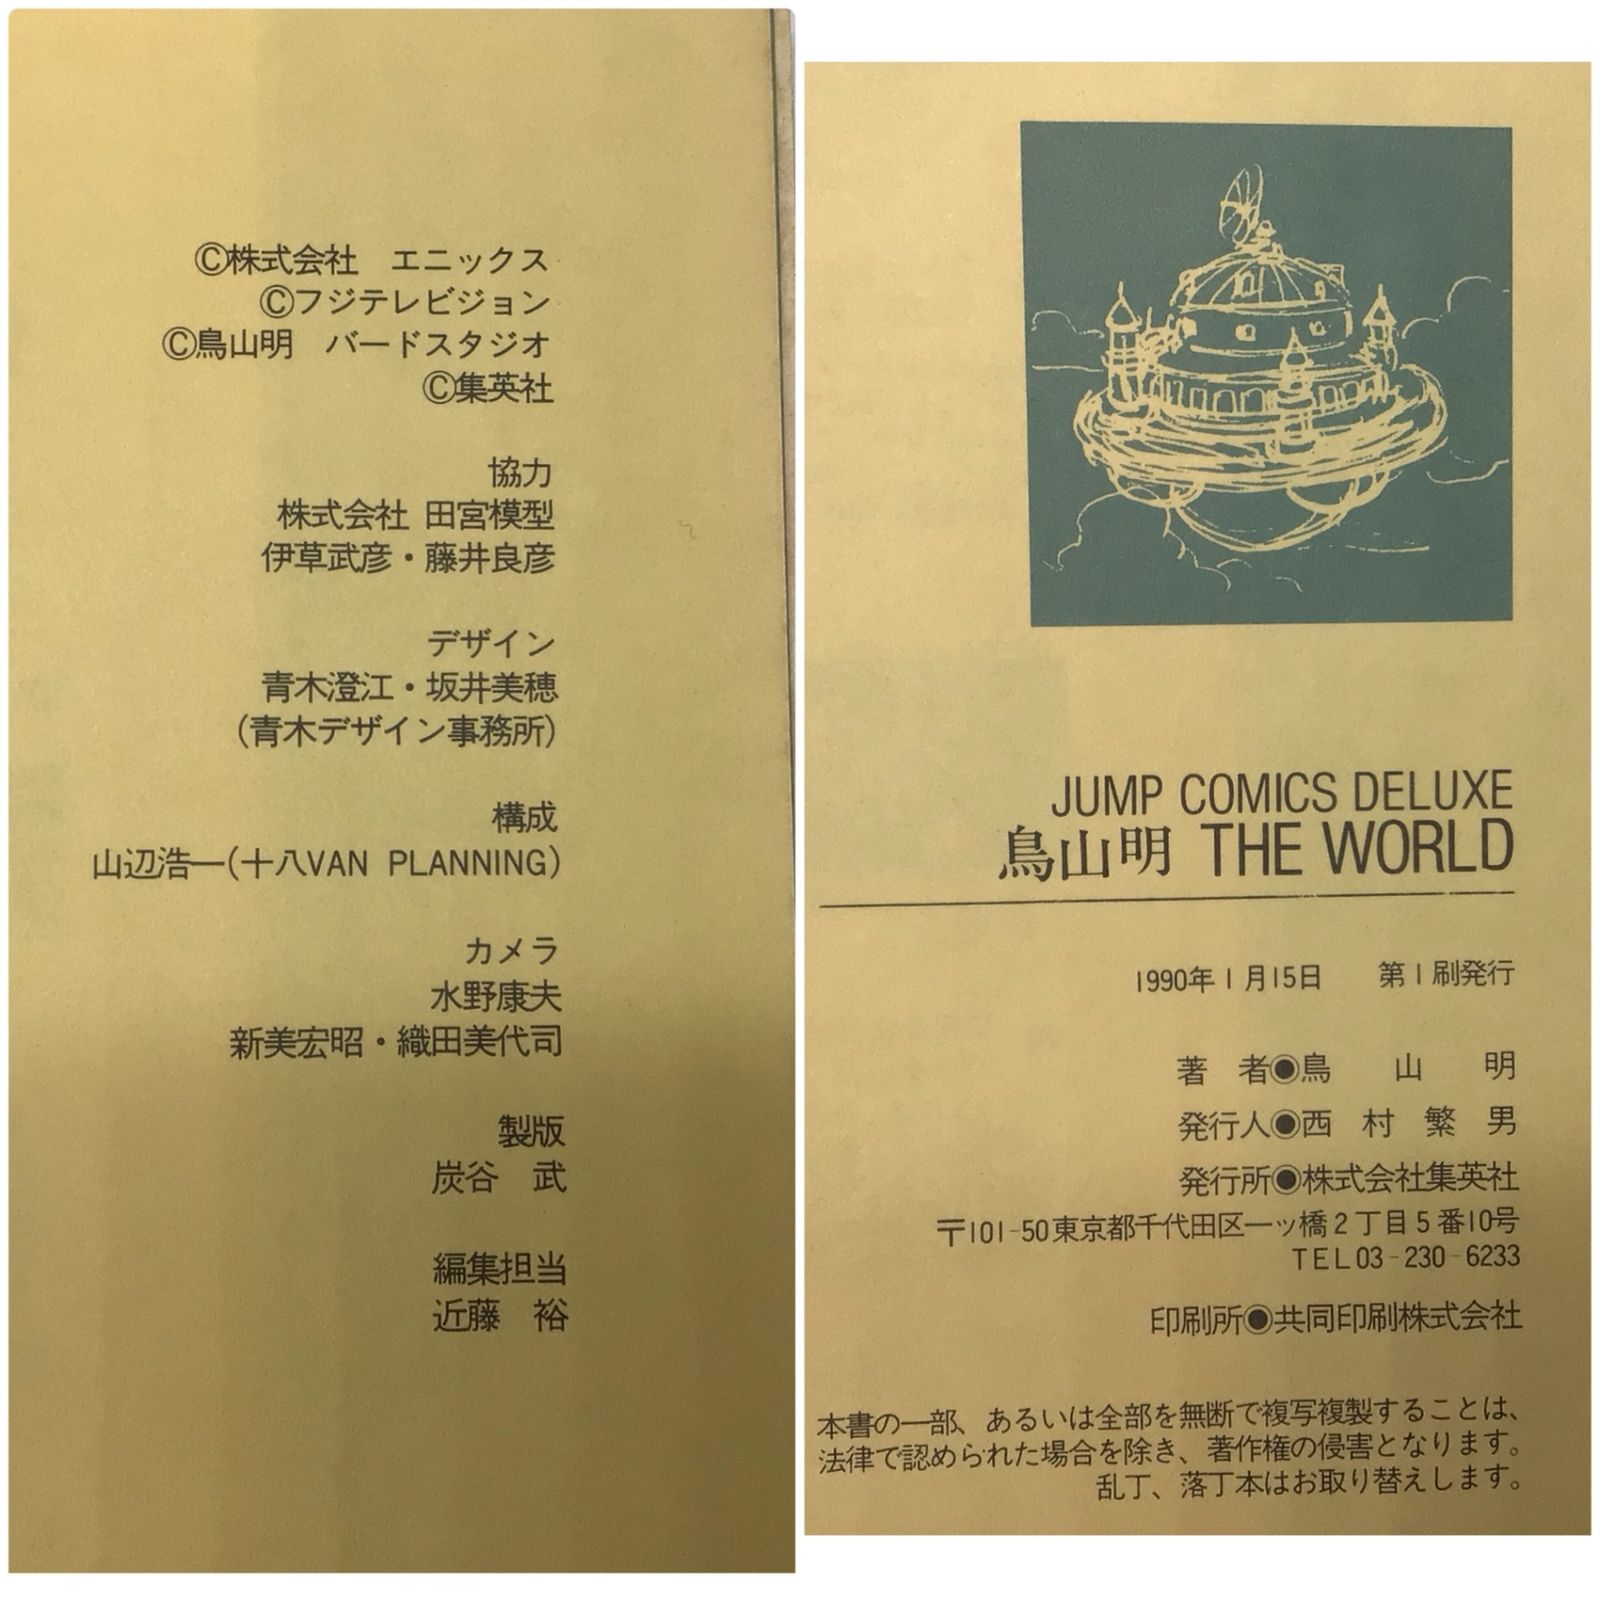 ©株式会社　エニックス
©フジテレビジョン
©鳥山明　バードスタジオ
©集英社
協力
株式会社 田宮模型
伊草武彦・藤井良彦
デザイン
青木澄江・坂井美穂
(青木デザイン事務所)
構成
山辺浩一(十八VAN PLANNING)
カメラ
水野康夫
新美宏昭・織田美代司
製版
炭谷　武
編集担当
近藤　裕
JUMP COMICS DELUXE
鳥山明 THE WORLD
1990年1月15日　第1刷発行
著　者◉鳥　山　明
発行人◉西　村　繁　男
発行所◉株式会社集英社
〒101-50東京都千代田区一ッ橋2丁目5番10号
TEL03-230-6233
印刷所◉共同印刷株式会社
本書の一部、あるいは全部を無断で複写複製することは、
法律で認められた場合を除き、著作権の侵害となります。
乱丁、落丁本はお取り替えします。